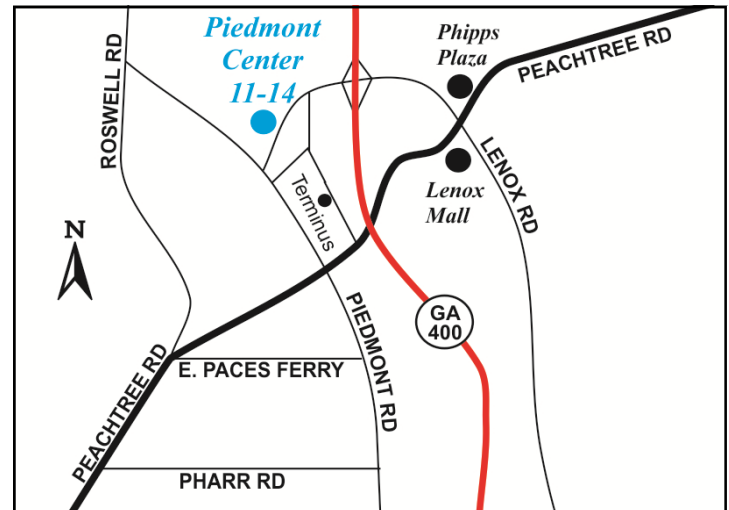 Piedmont
Center
11-14
Phipps
Plaza
PEACHTREE RD
ROSWELL RD
LENOX RD
Lenox
Mall
Terminus
N
GA
400
PIEDMONT RD
E. PACES FERRY
PEACHTREE RD
PHARR RD